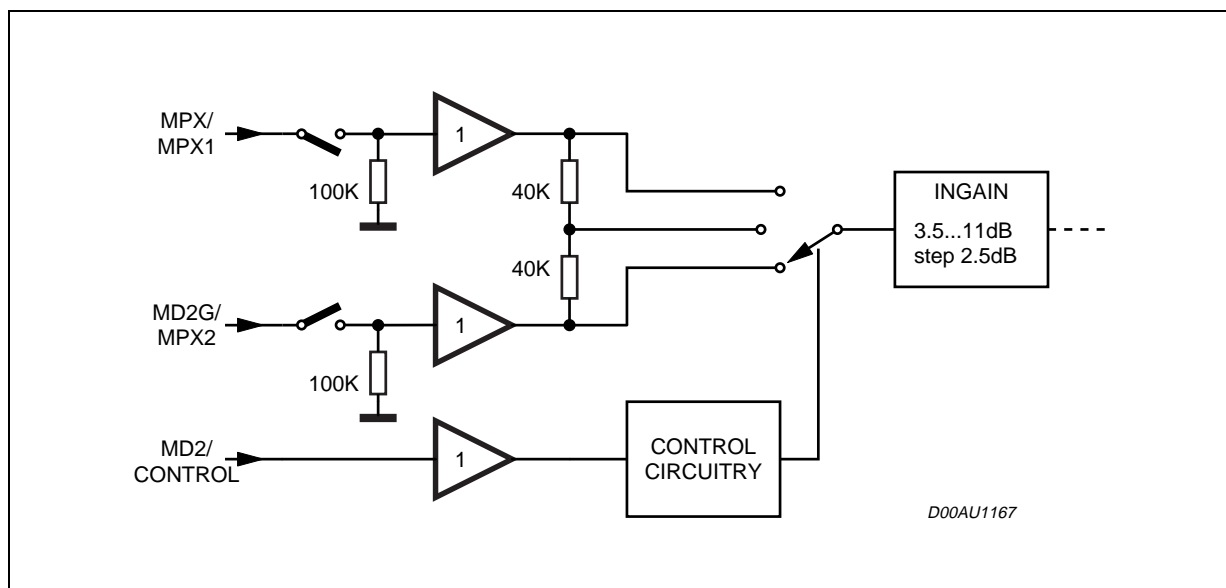 MPX/
MPX1
1
100K
40K
INGAIN
3.5...11dB
step 2.5dB
40K
MD2G/
MPX2
1
100K
MD2/
CONTROL
1
CONTROL
CIRCUITRY
D00AU1167